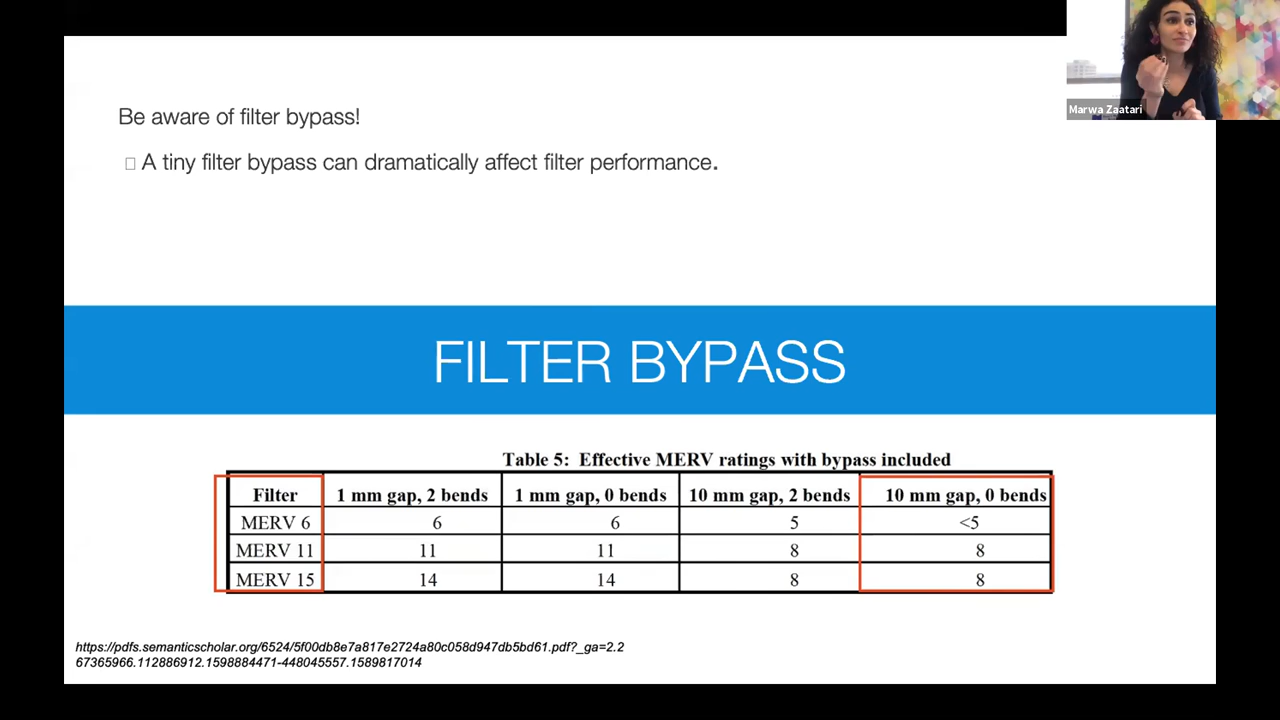 Marwa Zaatari
Be aware of filter bypass!
A tiny filter bypass can dramatically affect filter performance.
FILTER BYPASS
Table 5: Effective MERV ratings with bypass included
Filter 1 mm gap, 2 bends 1 mm gap, 0 bends 10 mm gap, 2 bends 10 mm gap, 0 bends
MERV 6 6 6 5 <5
MERV 11 11 11 8 8
MERV 15 14 14 8 8
https://pdfs.semanticscholar.org/6524/5f00db8e7a817e2724a80c058d947db5bd61.pdf?_ga=2.2
67365966.112886912.1598884471-448045557.1589817014